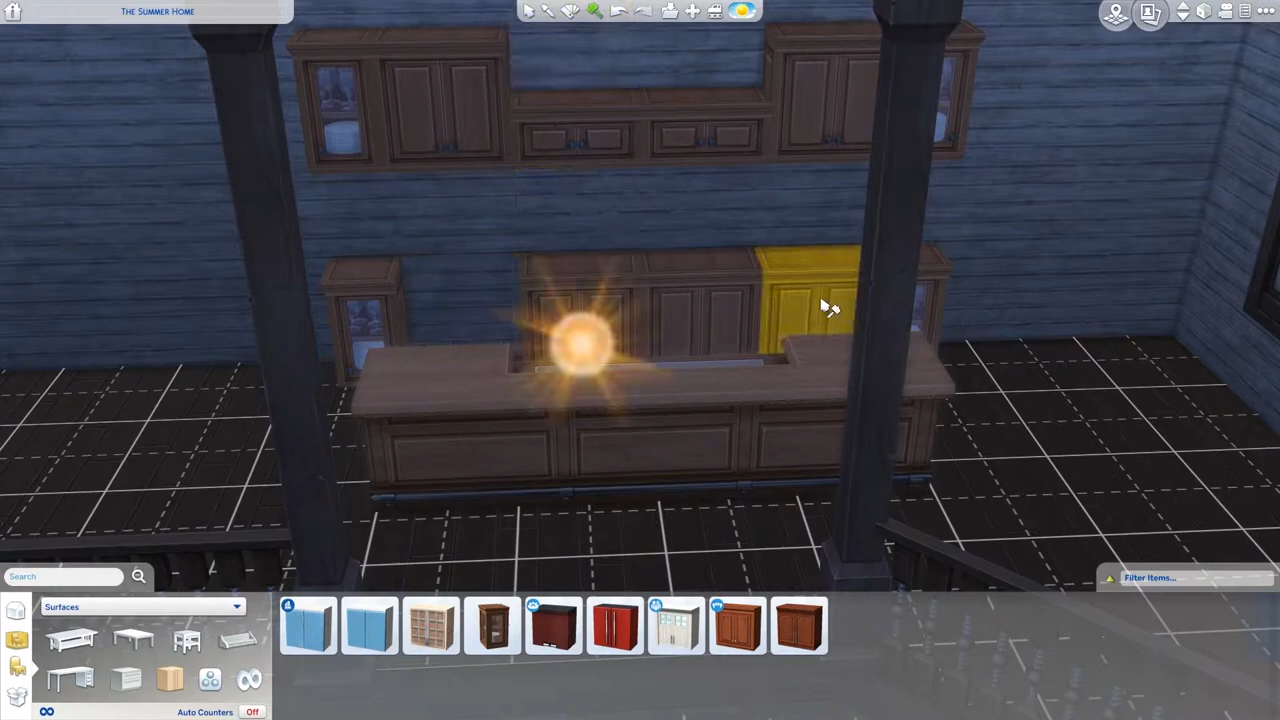 The Summer Home
Search
Filter Items...
Surfaces
Auto Counters
Off